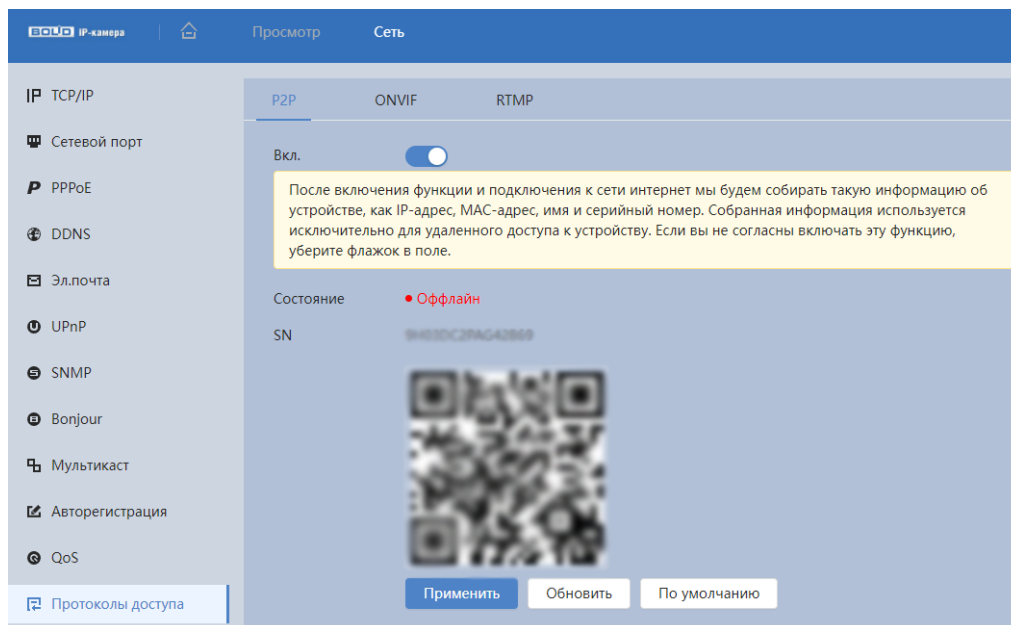 BOLID IP-камера
Просмотр
Сеть
TCP/IP
Сетевой порт
PPPoE
DDNS
Эл.почта
UPnP
SNMP
Bonjour
Мультикаст
Авторегистрация
QoS
Протоколы доступа
P2P
ONVIF
RTMP
Вкл.
После включения функции и подключения к сети интернет мы будем собирать такую информацию об
устройстве, как IP-адрес, MAC-адрес, имя и серийный номер. Собранная информация используется
исключительно для удаленного доступа к устройству. Если вы не согласны включать эту функцию,
уберите флажок в поле.
Состояние
Оффлайн
SN
Применить
Обновить
По умолчанию